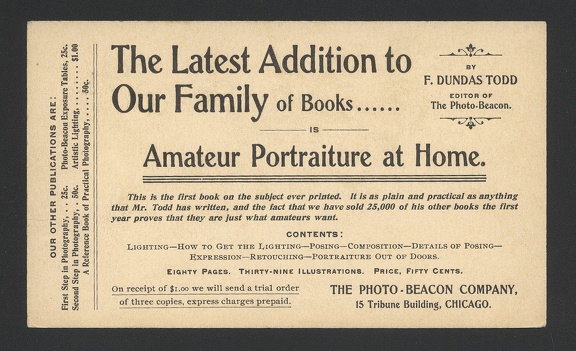 The Latest Addition to
Our Family of Books......
IS
Amateur Portraiture at Home.
BY
F. DUNDAS TODD
EDITOR OF
The Photo-Beacon.
This is the first book on the subject ever printed. It is as plain and practical as anything
that Mr. Todd has written, and the fact that we have sold 25,000 of his other books the first
year proves that they are just what amateurs want.
CONTENTS:
LIGHTING—HOW TO GET THE LIGHTING—POSING—COMPOSITION—DETAILS OF POSING—
EXPRESSION—RETOUCHING—PORTRAITURE OUT OF DOORS.
EIGHTY PAGES. THIRTY-NINE ILLUSTRATIONS. PRICE, FIFTY CENTS.
On receipt of $1.00 we will send a trial order
of three copies, express charges prepaid.
THE PHOTO-BEACON COMPANY,
15 Tribune Building, CHICAGO.
OUR OTHER PUBLICATIONS ARE:
First Step in Photography, . . 25c. Photo-Beacon Exposure Tables, 25c.
Second Step in Photography, . . 50c. Artistic Lighting, . . . . . . . . $1.00
A Reference Book of Practical Photography, . . . . 50c.